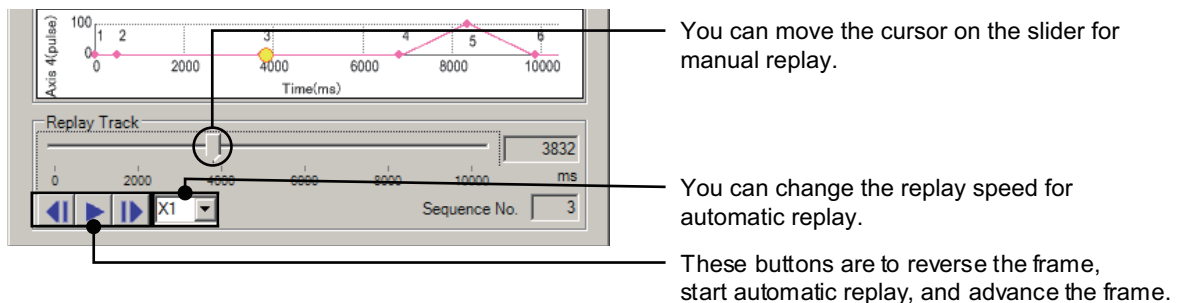 Axis 4(pulse)
100
1 2 3 4 5 6
0
0 2000 4000 6000 8000 10000
Time(ms)
You can move the cursor on the slider for
manual replay.
Replay Track
3832
0 2000 4000 6000 8000 10000 ms
X1
Sequence No. 3
You can change the replay speed for
automatic replay.
These buttons are to reverse the frame,
start automatic replay, and advance the frame.